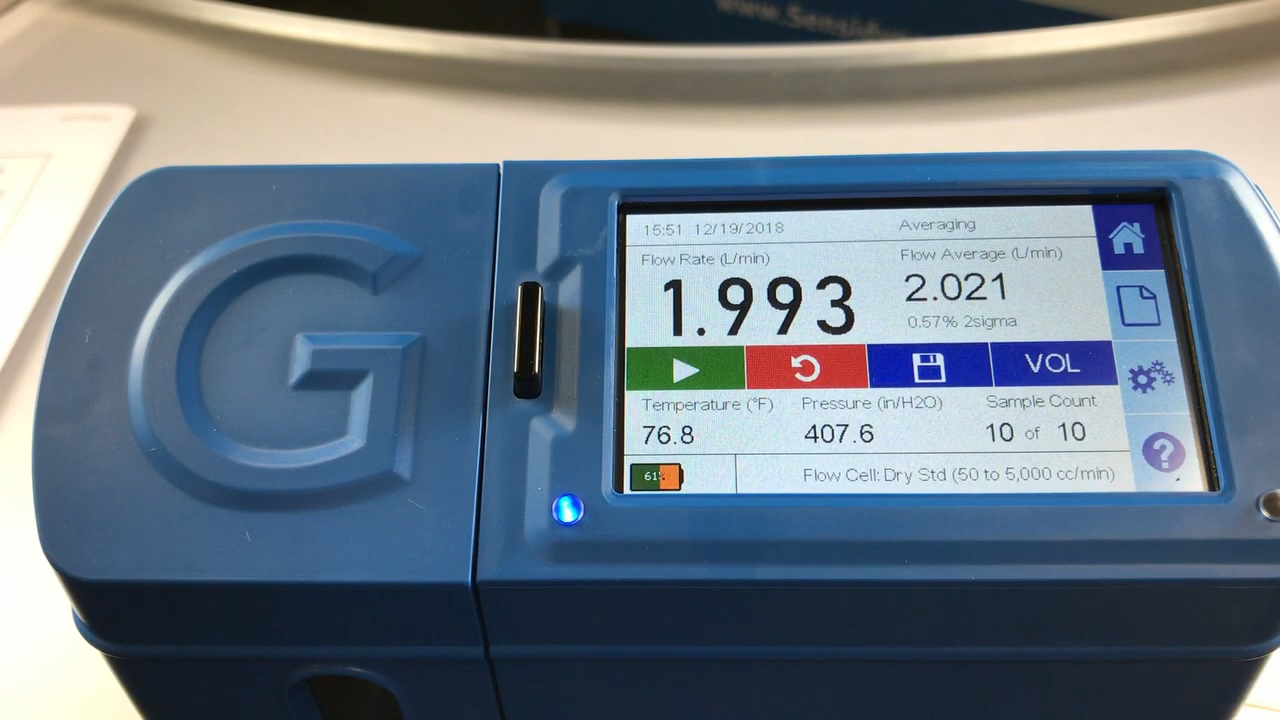 www.Sensidyne
G
15:51 12/19/2018 Averaging
Flow Rate (L/min) Flow Average (L/min)
1.993 2.021
0.57% 2sigma
VOL
Temperature (°F) Pressure (in/H2O) Sample Count
76.8 407.6 10 of 10
61% Flow Cell: Dry Std (50 to 5,000 cc/min)